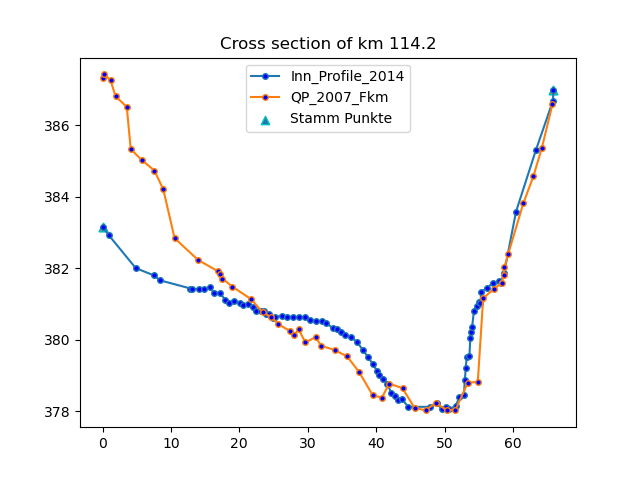 Cross section of km 114.2
Inn_Profile_2014
QP_2007_Fkm
Stamm Punkte
386
384
382
380
378
0 10 20 30 40 50 60